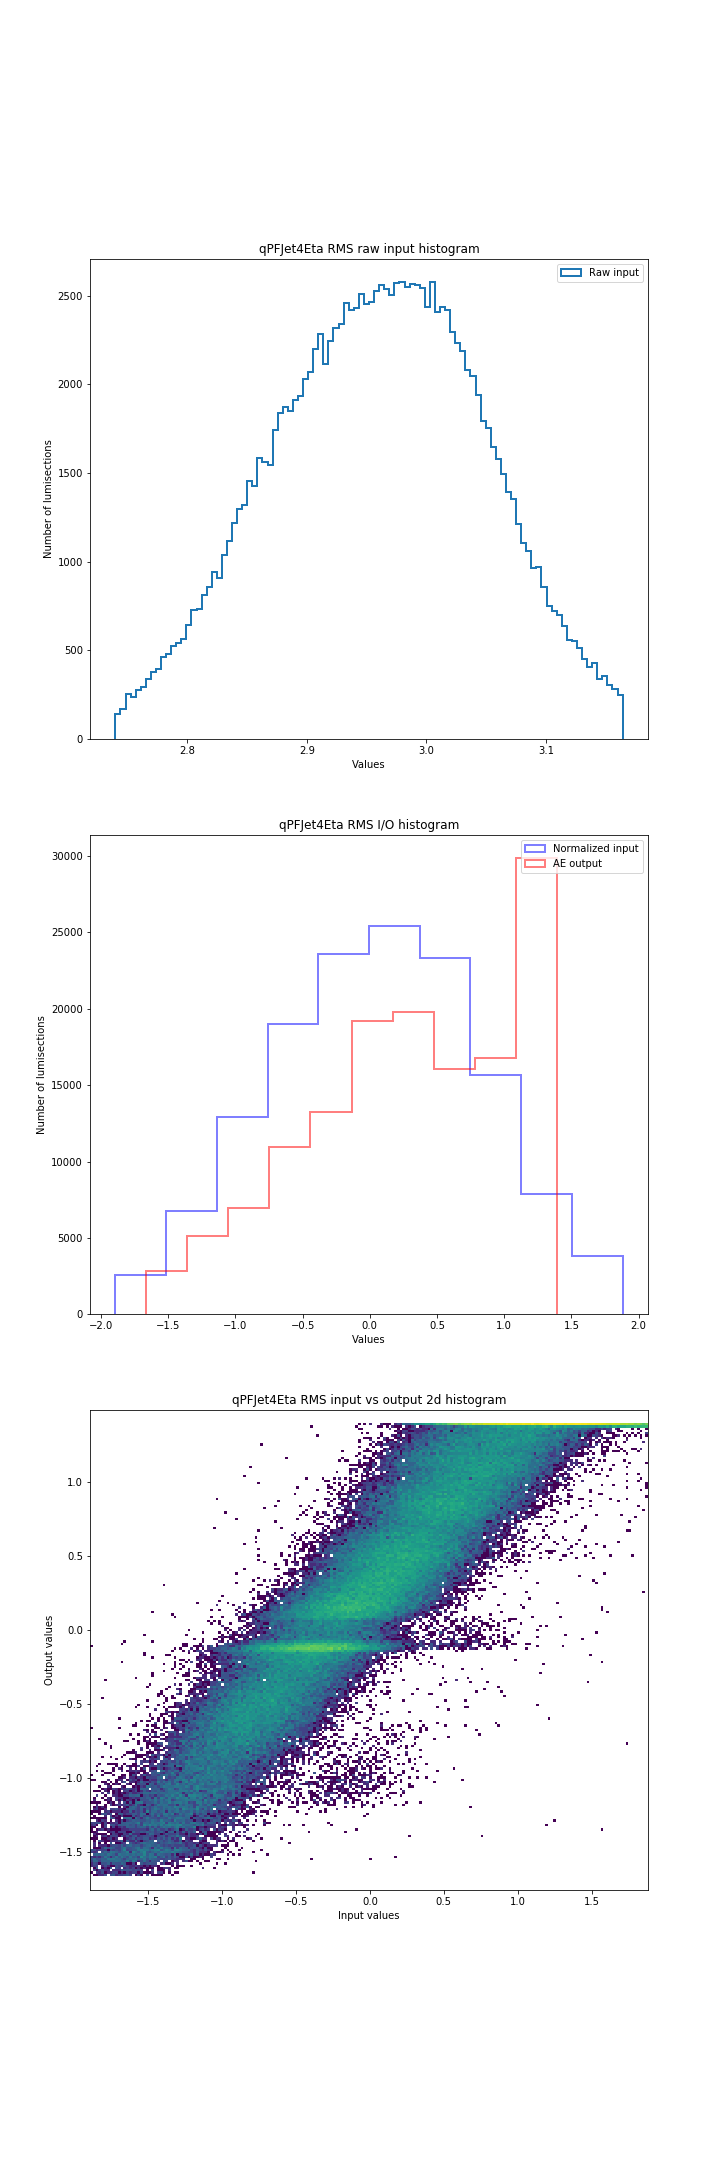 qPFJet4Eta RMS raw input histogram
Raw input
2500
2000
1500
1000
500
0
Number of lumisections
2.8 2.9 3.0 3.1
Values
qPFJet4Eta RMS I/O histogram
Normalized input
AE output
30000
25000
20000
15000
10000
5000
0
Number of lumisections
−2.0 −1.5 −1.0 −0.5 0.0 0.5 1.0 1.5 2.0
Values
qPFJet4Eta RMS input vs output 2d histogram
1.0
0.5
0.0
−0.5
−1.0
−1.5
Output values
−1.5 −1.0 −0.5 0.0 0.5 1.0 1.5
Input values